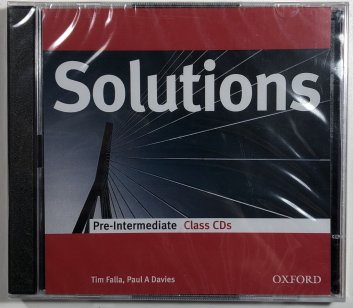 Solutions
Pre-Intermediate Class CDs
Tim Falla, Paul A Davies
OXFORD